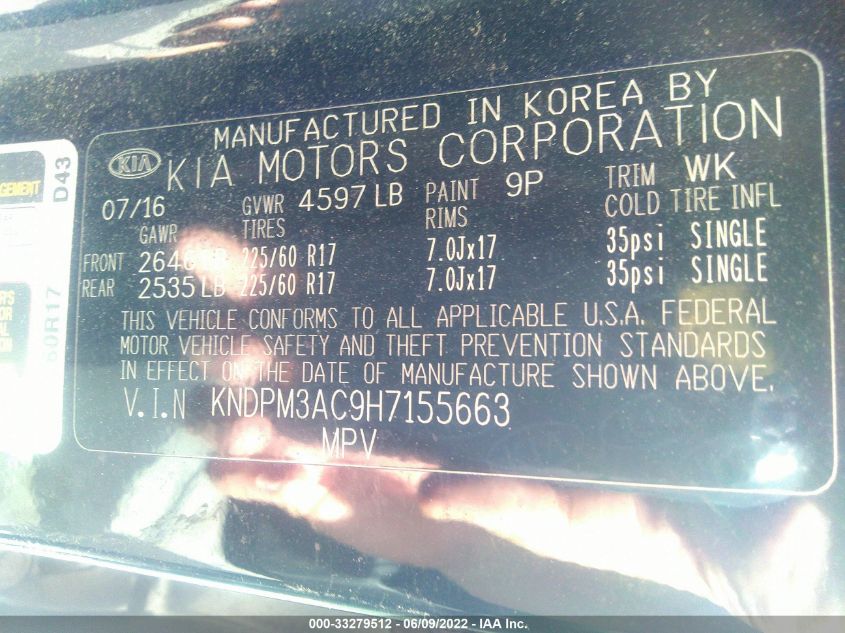 MANUFACTURED IN KOREA BY
KIA KIA MOTORS CORPORATION
07/16 GVWR 4597 LB PAINT 9P TRIM WK
GAWR TIRES RIMS COLD TIRE INFL
FRONT 225/60 R17 7.0Jx17 35psi SINGLE
REAR 2535 LB 225/60 R17 7.0Jx17 35psi SINGLE
THIS VEHICLE CONFORMS TO ALL APPLICABLE U.S.A. FEDERAL
MOTOR VEHICLE SAFETY AND THEFT PREVENTION STANDARDS
IN EFFECT ON THE DATE OF MANUFACTURE SHOWN ABOVE.
V.I.N KNDPM3AC9H7155663
MPV
D43
000-33279512 - 06/09/2022 - IAA Inc.